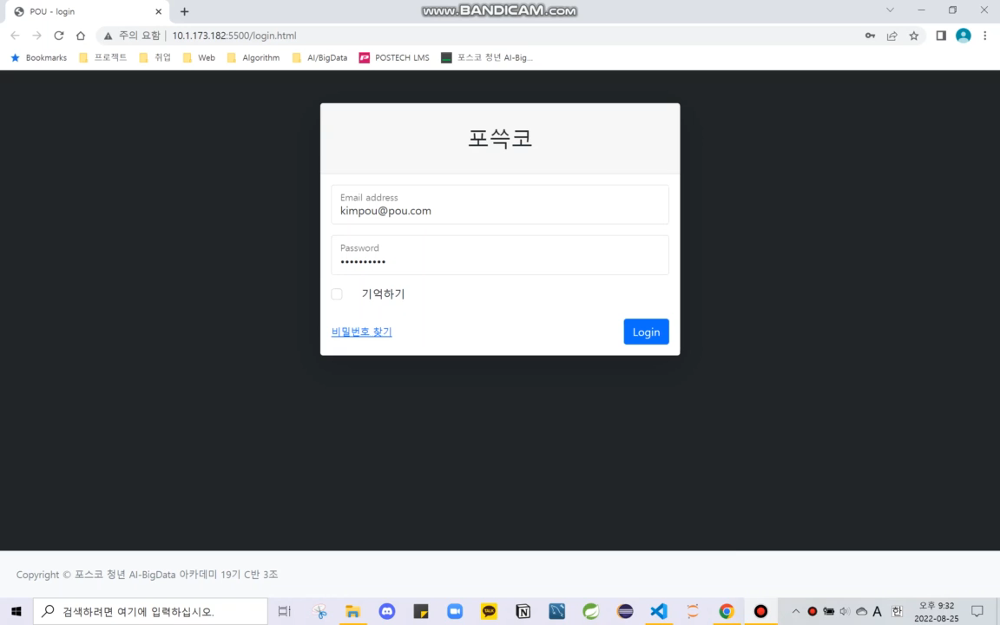 POU - login
www.BANDICAM.com
주의 요함 | 10.1.173.182:5500/login.html
Bookmarks 프로젝트 취업 Web Algorithm AI/BigData POSTECH LMS 포스코 청년 AI-Big...
포쓱코
Email address
kimpou@pou.com
Password
••••••••••
기억하기
비밀번호 찾기 Login
Copyright © 포스코 청년 AI-BigData 아카데미 19기 C반 3조
검색하려면 여기에 입력하십시오.
TALK
A 한
오후 9:32
2022-08-25